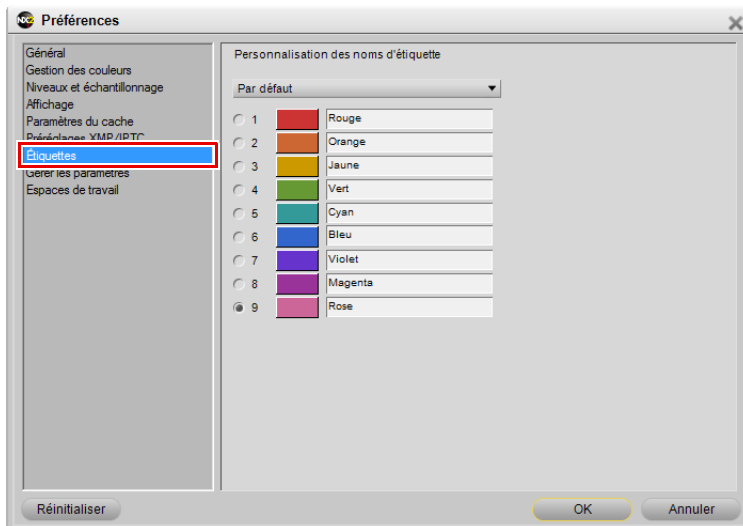 NX2 Préférences
Général
Gestion des couleurs
Niveaux et échantillonnage
Affichage
Paramètres du cache
Préréglages XMP/IPTC
Étiquettes
Gérer les paramètres
Espaces de travail
Personnalisation des noms d'étiquette
Par défaut
1 Rouge
2 Orange
3 Jaune
4 Vert
5 Cyan
6 Bleu
7 Violet
8 Magenta
9 Rose
Réinitialiser
OK
Annuler